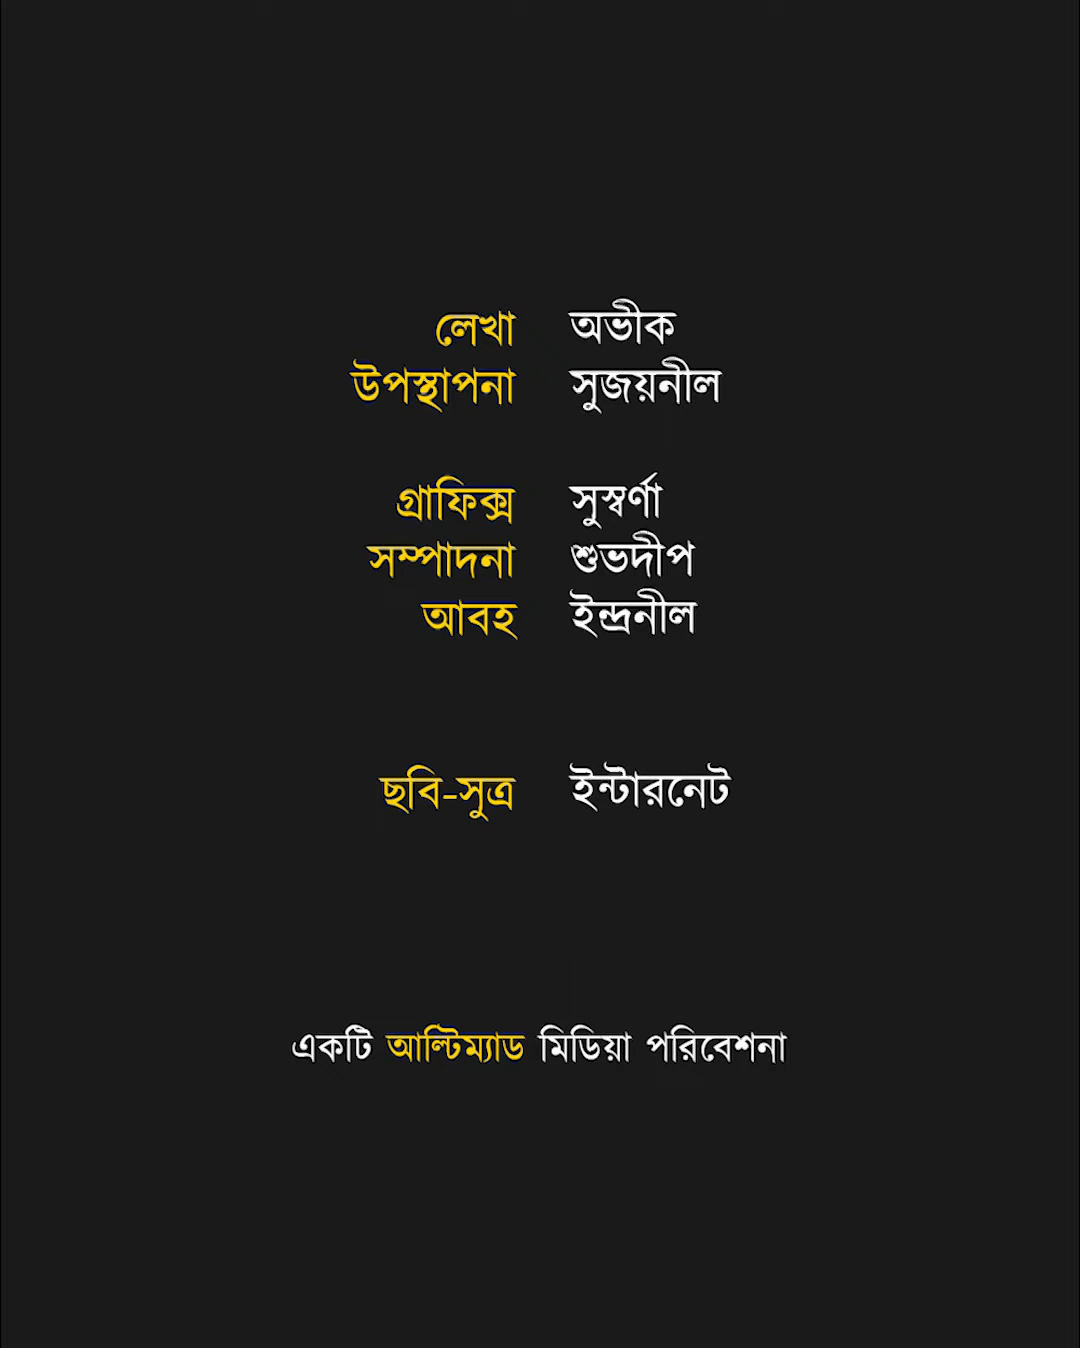 লেখা অভীক
উপস্থাপনা সুজয়নীল
গ্রাফিক্স সুস্বর্ণা
সম্পাদনা শুভদীপ
আবহ ইন্দ্রনীল
ছবি-সুত্র ইন্টারনেট
একটি আল্টিম্যাড মিডিয়া পরিবেশনা